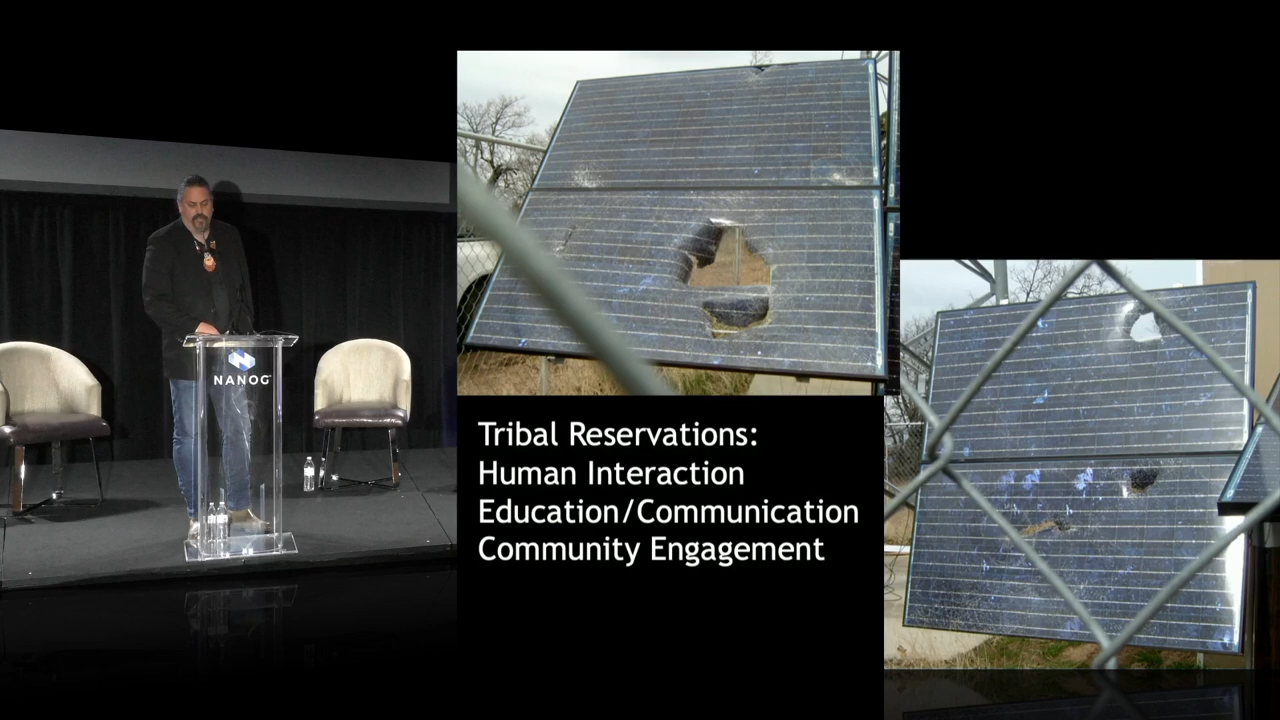 NANOG
Tribal Reservations:
Human Interaction
Education/Communication
Community Engagement